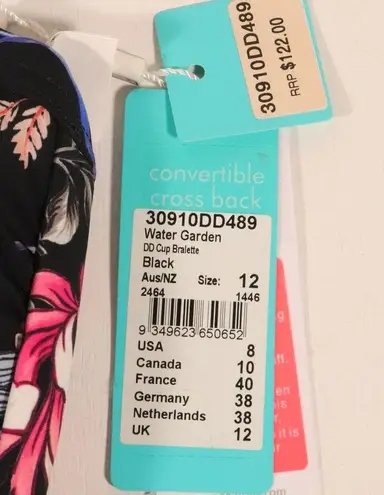 30910DD489
RRP $122.00
convertible
cross back
30910DD489
Water Garden
DD Cup Bralette
Black
Aus/NZ Size: 12
2464 1446
9 349623 650652
USA 8
Canada 10
France 40
Germany 38
Netherlands 38
UK 12